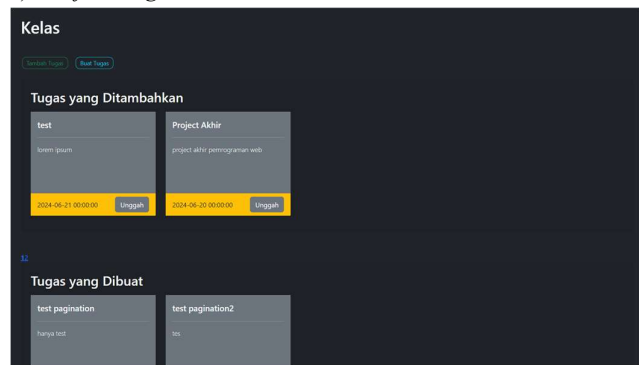 Kelas
Tambah Tugas Buat Tugas
Tugas yang Ditambahkan
test Project Akhir
lorem ipsum project akhir pemrograman web
2024-06-21 00:00:00 Unggah 2024-06-20 00:00:00 Unggah
12
Tugas yang Dibuat
test pagination test pagination2
hanya test tes